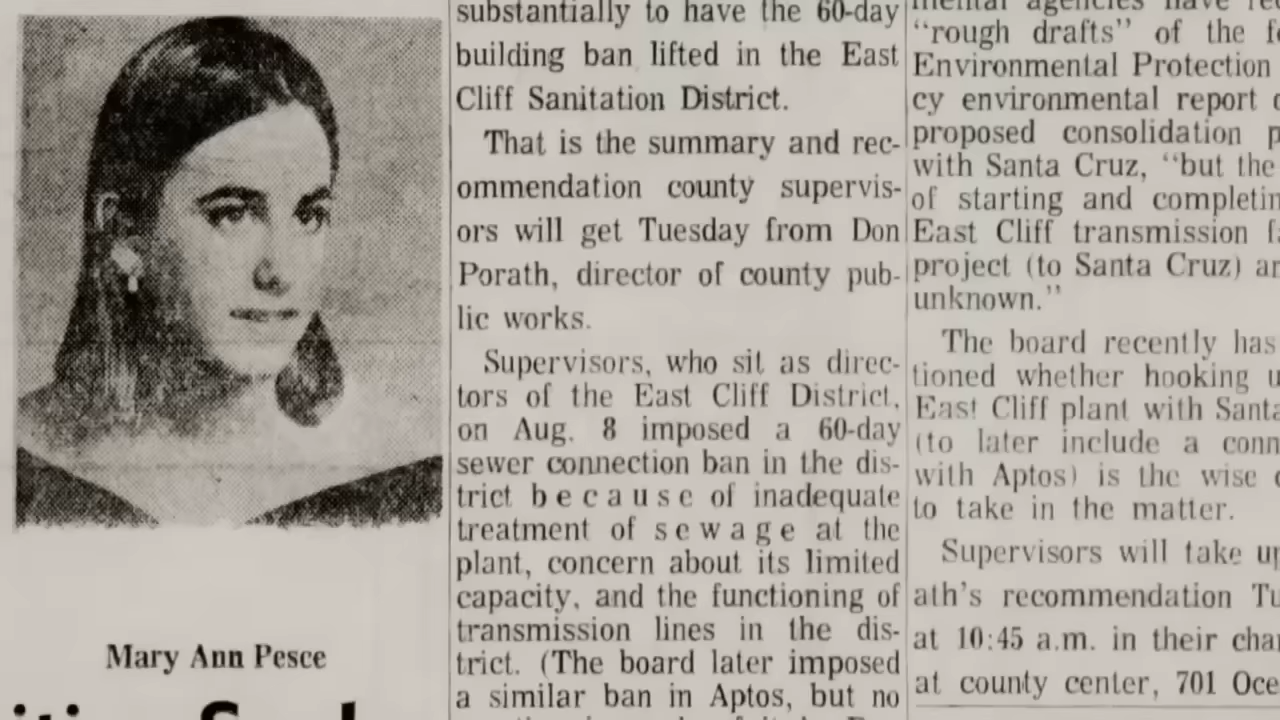 Mary Ann Pesce
substantially to have the 60-day
building ban lifted in the East
Cliff Sanitation District.
That is the summary and rec-
ommendation county supervis-
ors will get Tuesday from Don
Porath, director of county pub-
lic works.
Supervisors, who sit as direc-
tors of the East Cliff District,
on Aug. 8 imposed a 60-day
sewer connection ban in the dis-
trict because of inadequate
treatment of sewage at the
plant, concern about its limited
capacity, and the functioning of
transmission lines in the dis-
trict. (The board later imposed
a similar ban in Aptos, but no
mental agencies have
“rough drafts” of the
Environmental Protection
cy environmental report
proposed consolidation
with Santa Cruz, “but the
of starting and completin
East Cliff transmission
project (to Santa Cruz)
unknown.”
The board recently has
tioned whether hooking
East Cliff plant with Santa
(to later include a conn
with Aptos) is the wise
to take in the matter.
Supervisors will take up
ath's recommendation Tu
at 10:45 a.m. in their cha
at county center, 701 Oce